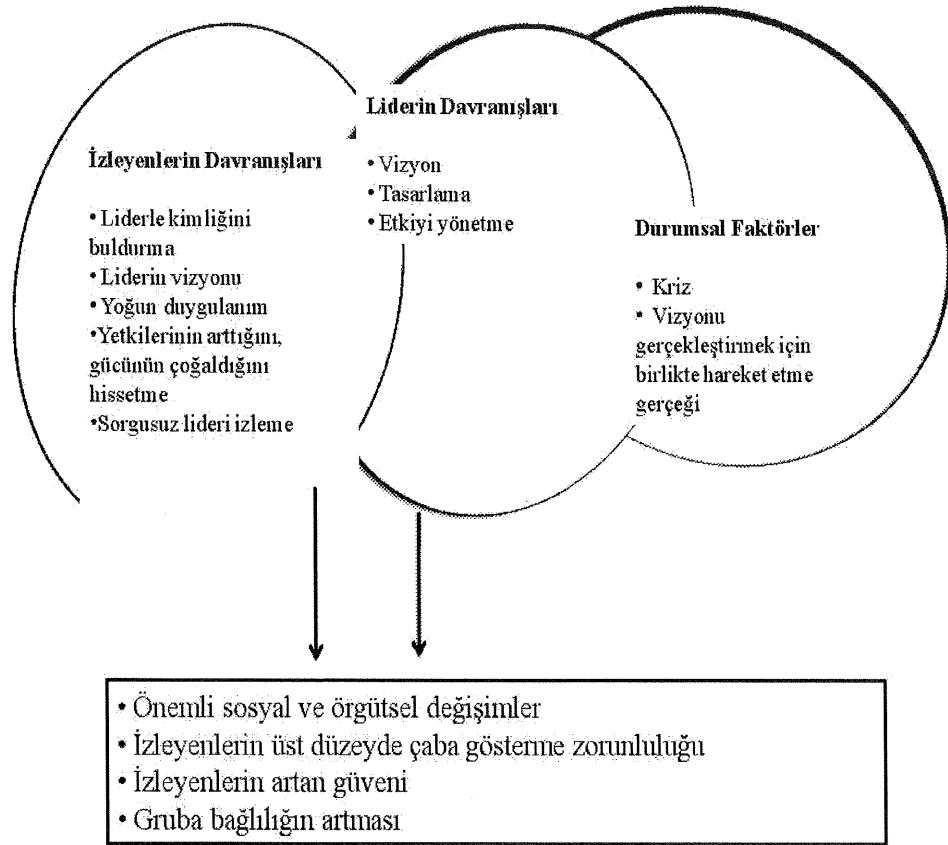 İzleyenlerin Davranışları
• Liderle kimliğini
buldurma
• Liderin vizyonu
• Yoğun duygulanım
•Yetkilerinin arttığını,
gücünün çoğaldığını
hissetme
•Sorgusuz lideri izleme
Liderin Davranışları
• Vizyon
• Tasarlama
• Etkiyi yönetme
Durumsal Faktörler
• Kriz
• Vizyonu
gerçekleştirmek için
birlikte hareket etme
gerçeği
• Önemli sosyal ve örgütsel değişimler
• İzleyenlerin üst düzeyde çaba gösterme zorunluluğu
• İzleyenlerin artan güveni
• Gruba bağlılığın artması